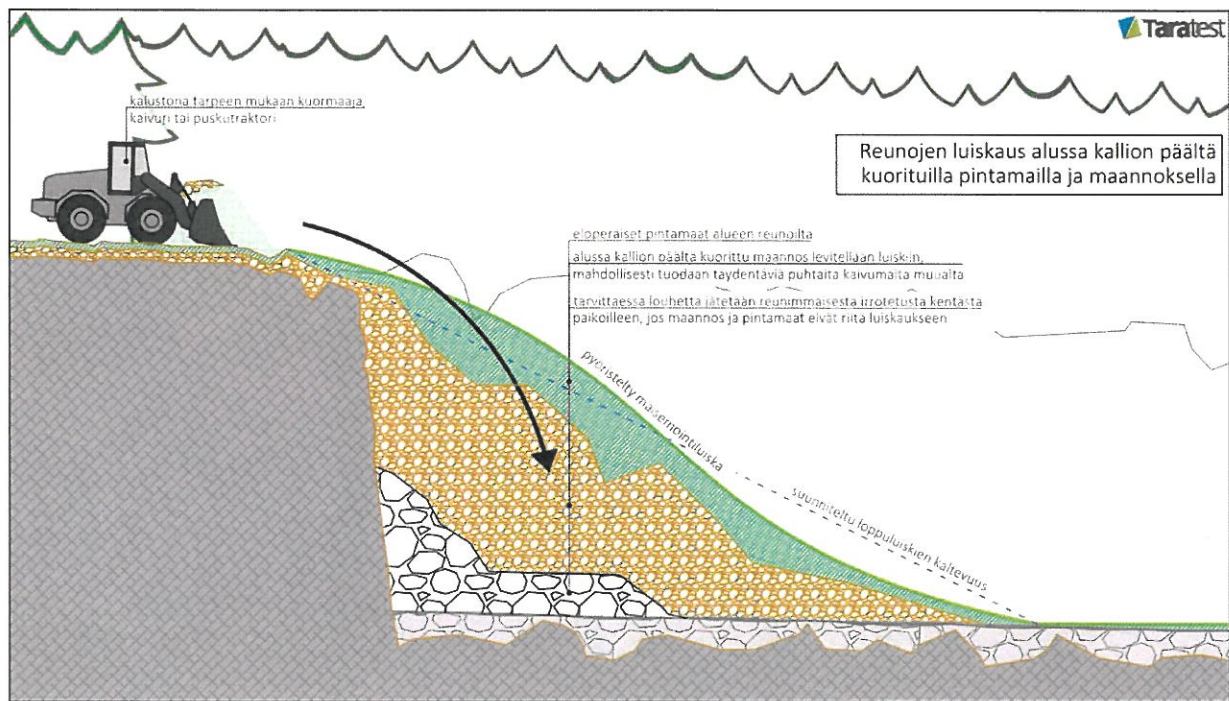 Taratest
kalustona tarpeen mukaan kuormaaja,
kaivuri tai puskutraktori
Reunojen luiskaus alussa kallion päältä
kuorituilla pintamailla ja maannoksella
eloperäiset pintamaat alueen reunoilta
alussa kallion päältä kuorittu maannos levitellään luiskiin,
mahdollisesti tuodaan täydentäviä puhtaita kaivumaita muualta
tarvittaessa louhetta jätetään reunimmaisesta irrotetusta kentästä
paikoilleen, jos maannos ja pintamaat eivät riitä luiskaukseen
pyöristelty maisemointiluiska
suunniteltu loppuluiskien kaltevuus